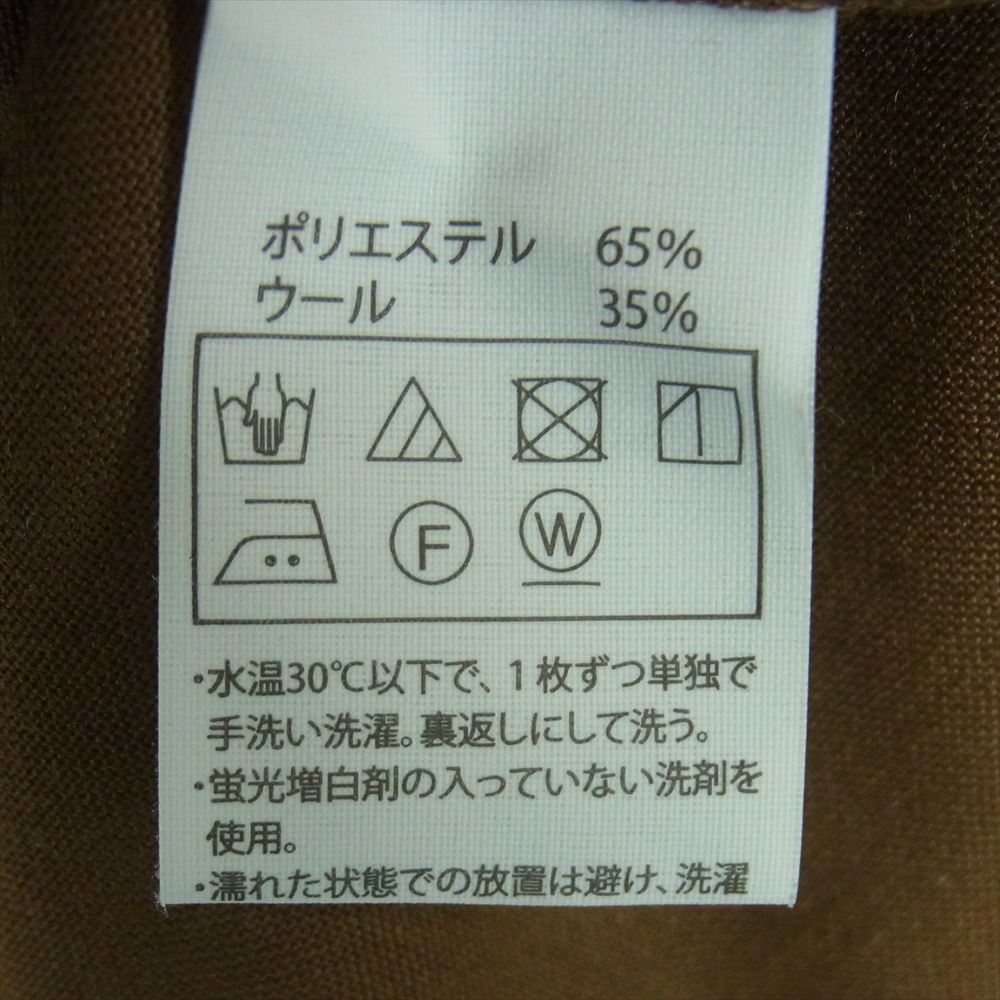 ポリエステル 65%
ウール 35%
F W
・水温30℃以下で、1枚ずつ単独で
手洗い洗濯。裏返しにして洗う。
・蛍光増白剤の入っていない洗剤を
使用。
・濡れた状態での放置は避け、洗濯